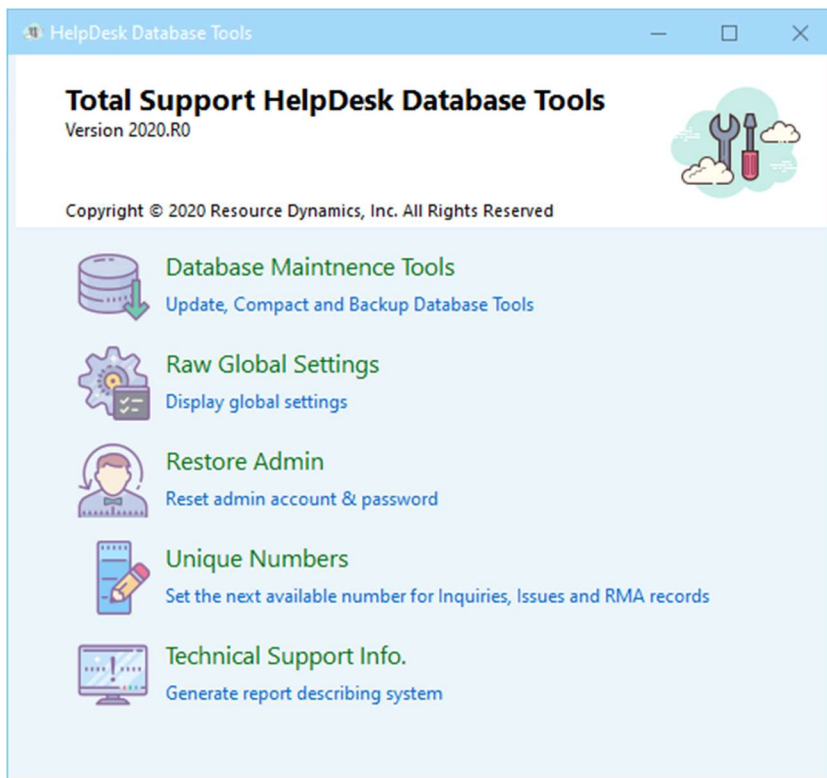 HelpDesk Database Tools
Total Support HelpDesk Database Tools
Version 2020.R0
Copyright © 2020 Resource Dynamics, Inc. All Rights Reserved
Database Maintnence Tools
Update, Compact and Backup Database Tools
Raw Global Settings
Display global settings
Restore Admin
Reset admin account & password
Unique Numbers
Set the next available number for Inquiries, Issues and RMA records
Technical Support Info.
Generate report describing system